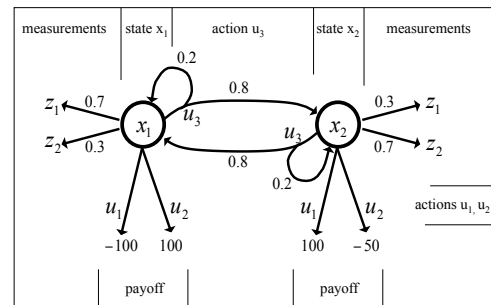 measurements state x₁ action u₃ state x₂ measurements
0.2
z₁ 0.7 0.8 0.3 z₁
x₁ u₃ x₂
z₂ 0.3 u₃ 0.7 z₂
0.8
0.2
u₁ u₂ u₁ u₂ actions u₁, u₂
−100 100 100 −50
payoff payoff